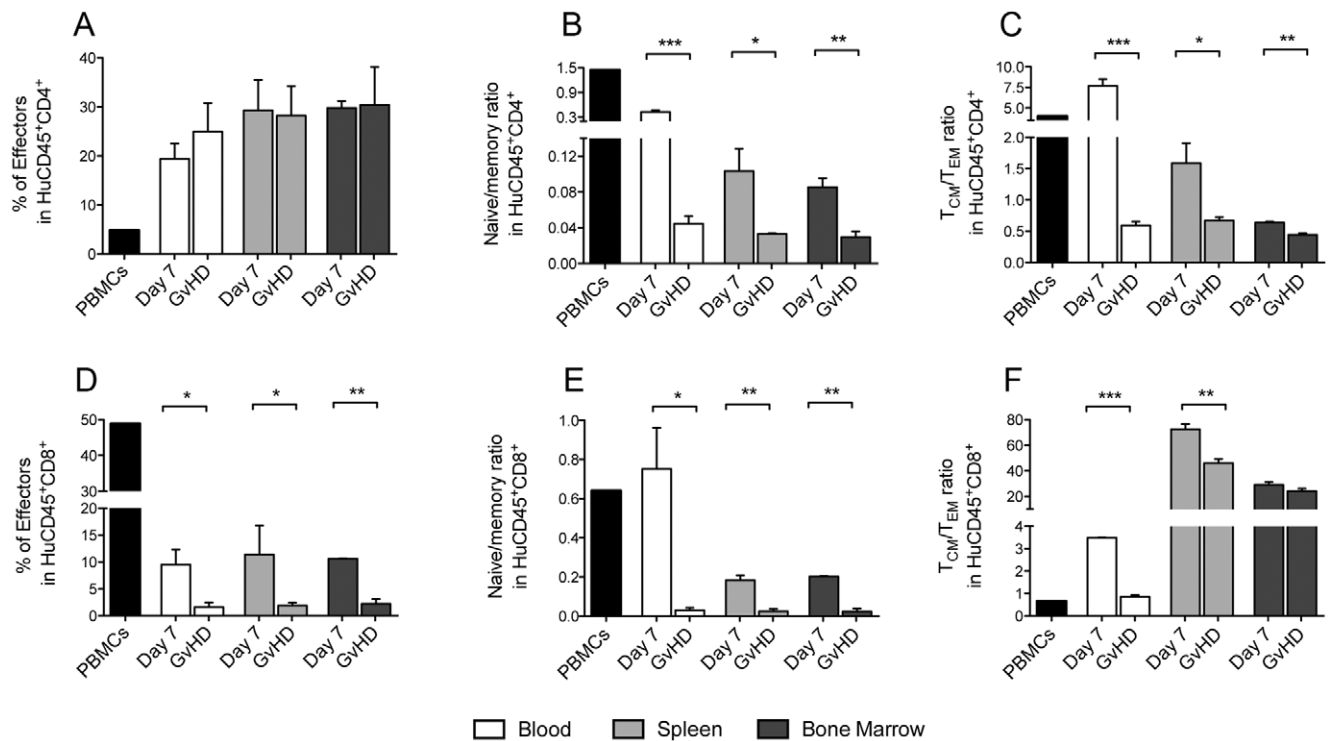 A
% of Effectors
in HuCD45⁺CD4⁺
40
30
20
10
0
PBMCs
Day 7
GvHD
Day 7
GvHD
Day 7
GvHD
B
*** * **
Naive/memory ratio
in HuCD45⁺CD4⁺
1.5
0.9
0.3
0.12
0.08
0.04
0.00
PBMCs
Day 7
GvHD
Day 7
GvHD
Day 7
GvHD
C
*** * **
T_CM/T_EM ratio
in HuCD45⁺CD4⁺
10.0
7.5
5.0
2.0
1.5
1.0
0.5
0.0
PBMCs
Day 7
GvHD
Day 7
GvHD
Day 7
GvHD
D
* * **
% of Effectors
in HuCD45⁺CD8⁺
50
40
30
20
15
10
5
0
PBMCs
Day 7
GvHD
Day 7
GvHD
Day 7
GvHD
E
* ** **
Naive/memory ratio
in HuCD45⁺CD8⁺
1.0
0.8
0.6
0.4
0.2
0.0
PBMCs
Day 7
GvHD
Day 7
GvHD
Day 7
GvHD
F
*** **
T_CM/T_EM ratio
in HuCD45⁺CD8⁺
80
60
40
20
4
3
2
1
0
PBMCs
Day 7
GvHD
Day 7
GvHD
Day 7
GvHD
Blood Spleen Bone Marrow